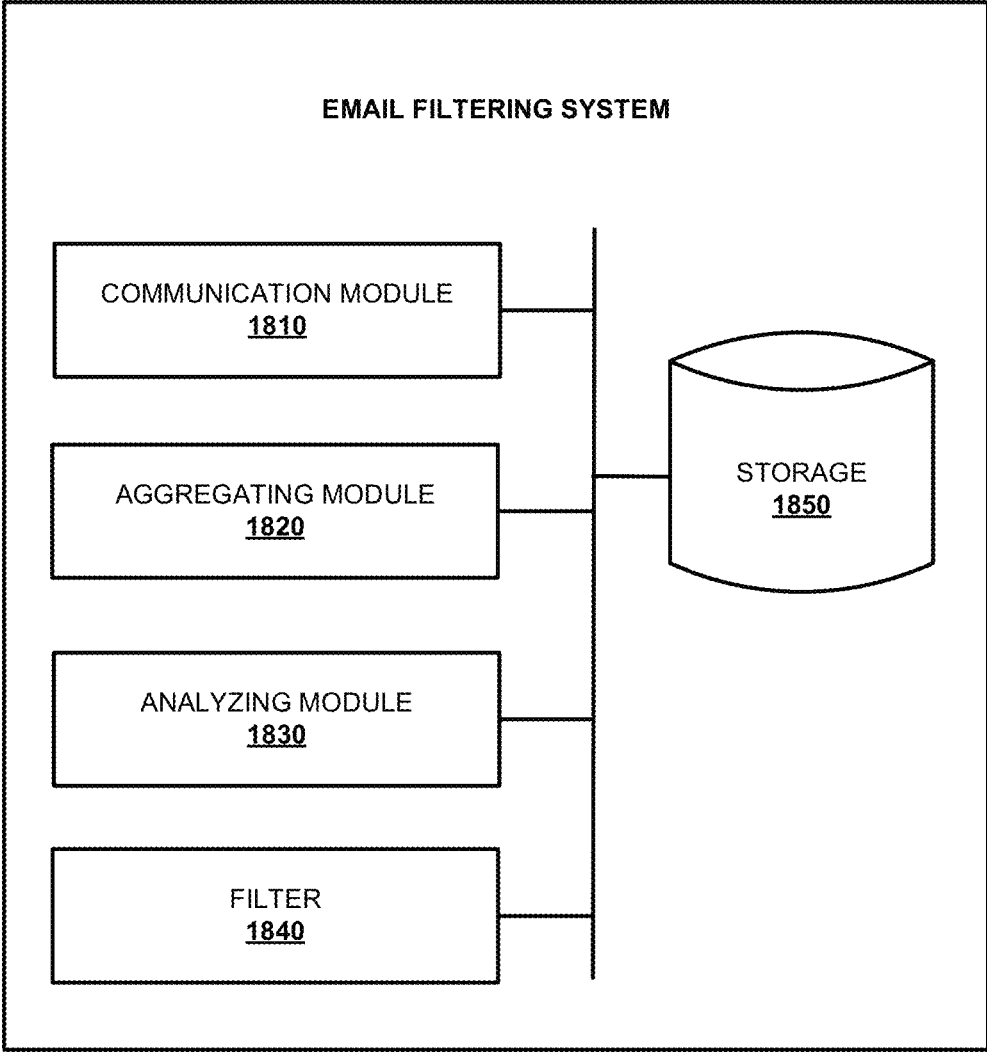 EMAIL FILTERING SYSTEM
COMMUNICATION MODULE
1810
AGGREGATING MODULE
1820
STORAGE
1850
ANALYZING MODULE
1830
FILTER
1840